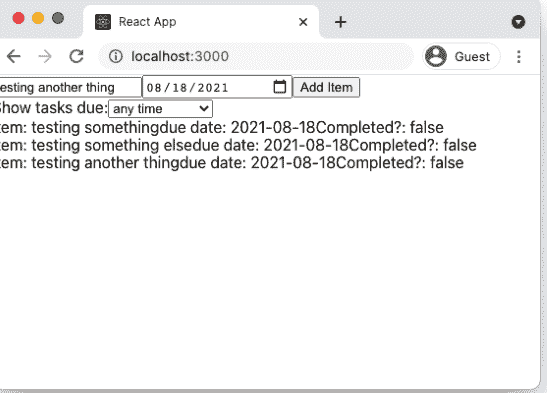 React App
localhost:3000
Guest
esting another thing 08/18/2021 Add Item
Show tasks due: any time
tem: testing somethingdue date: 2021-08-18Completed?: false
tem: testing something elsedue date: 2021-08-18Completed?: false
tem: testing another thingdue date: 2021-08-18Completed?: false